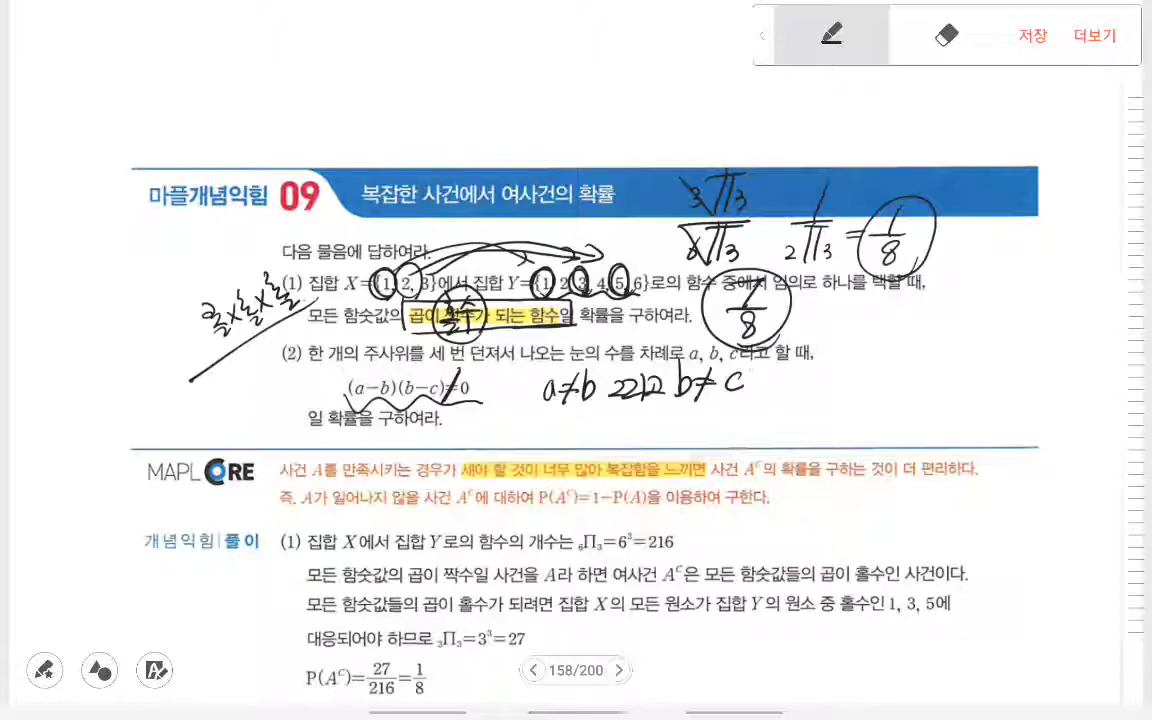 저장 더보기
마플개념익힘 09 복잡한 사건에서 여사건의 확률
₃Π₃
₆Π₃
1
₂Π₃ = 1/8
다음 물음에 답하여라.
(1) 집합 X={1, 2, 3}에서 집합 Y={1, 2, 3, 4, 5, 6}로의 함수 중에서 임의로 하나를 택할 때,
모든 함숫값의 곱이 짝수가 되는 함수일 확률을 구하여라.
1/8
홀×홀×홀
(2) 한 개의 주사위를 세 번 던져서 나오는 눈의 수를 차례로 a, b, c라고 할 때,
(a−b)(b−c)≠0
a≠b 그리고 b≠c
일 확률을 구하여라.
MAPL CORE 사건 A를 만족시키는 경우가 세야 할 것이 너무 많아 복잡함을 느끼면 사건 Aᶜ의 확률을 구하는 것이 더 편리하다.
즉, A가 일어나지 않을 사건 Aᶜ에 대하여 P(Aᶜ)=1−P(A)을 이용하여 구한다.
개념익힘 | 풀이 (1) 집합 X에서 집합 Y로의 함수의 개수는 ₆Π₃=6³=216
모든 함숫값의 곱이 짝수일 사건을 A라 하면 여사건 Aᶜ은 모든 함숫값들의 곱이 홀수인 사건이다.
모든 함숫값들의 곱이 홀수가 되려면 집합 X의 모든 원소가 집합 Y의 원소 중 홀수인 1, 3, 5에
대응되어야 하므로 ₃Π₃=3³=27
P(Aᶜ)=27/216=1/8
158/200